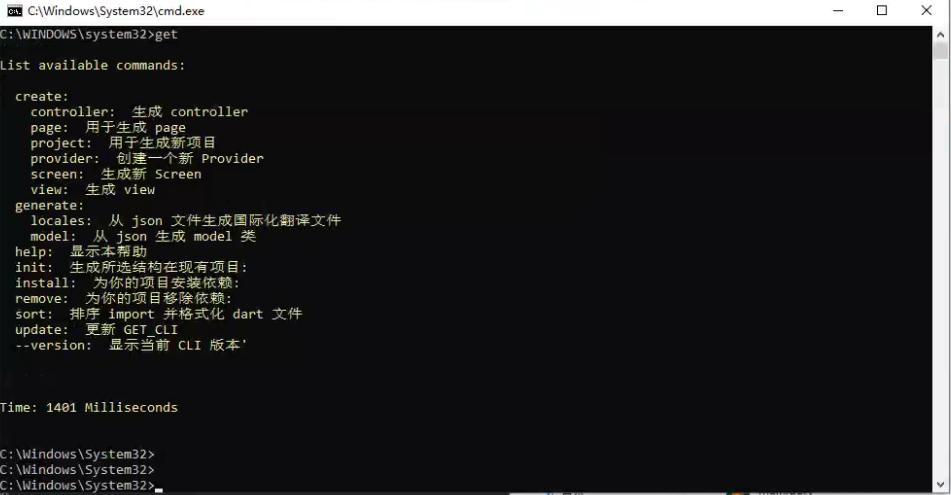 C:\Windows\System32\cmd.exe
C:\WINDOWS\system32>get
List available commands:
create:
controller: 生成 controller
page: 用于生成 page
project: 用于生成新项目
provider: 创建一个新 Provider
screen: 生成新 Screen
view: 生成 view
generate:
locales: 从 json 文件生成国际化翻译文件
model: 从 json 生成 model 类
help: 显示本帮助
init: 生成所选结构在现有项目:
install: 为你的项目安装依赖:
remove: 为你的项目移除依赖:
sort: 排序 import 并格式化 dart 文件
update: 更新 GET_CLI
--version: 显示当前 CLI 版本'
Time: 1401 Milliseconds
C:\Windows\System32>
C:\Windows\System32>
C:\Windows\System32>